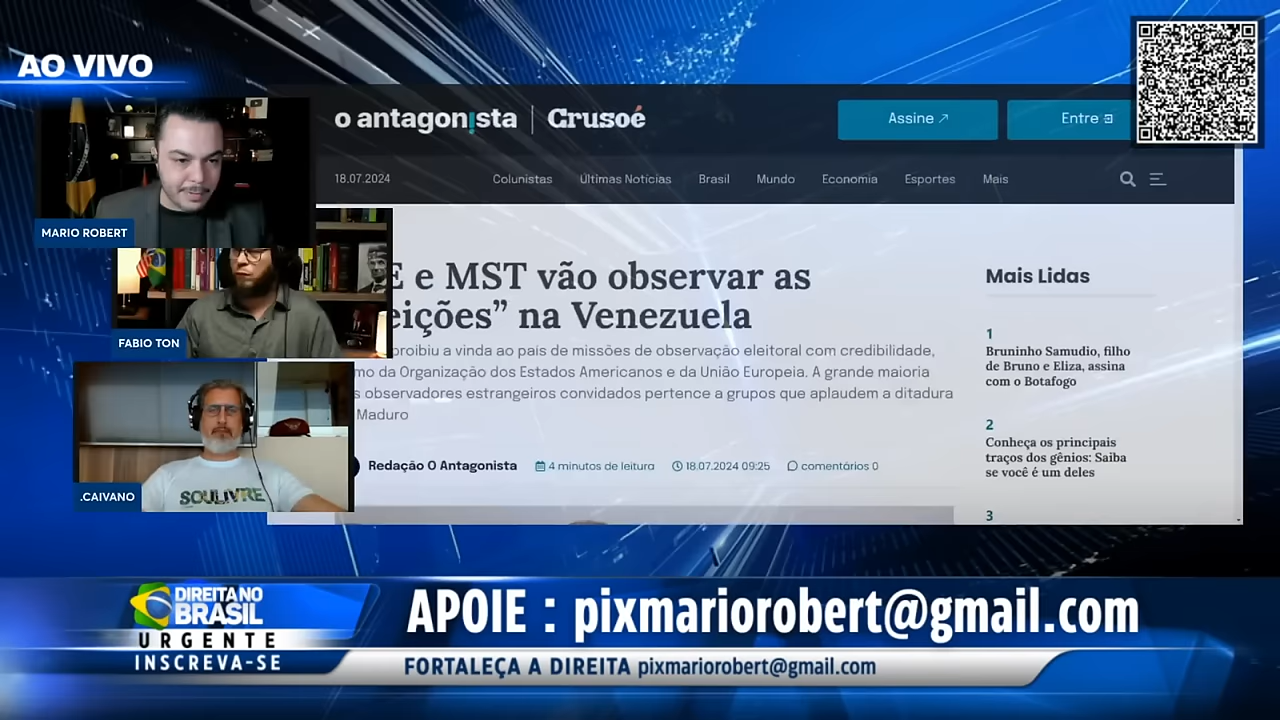 AO VIVO
o antagonista | Crusoé
Assine
Entre
18.07.2024
Colunistas
Últimas Notícias
Brasil
Mundo
Economia
Esportes
Mais
MARIO ROBERT
FABIO TON
.CAIVANO
SOULIVRE
E e MST vão observar as
eições” na Venezuela
proibiu a vinda ao país de missões de observação eleitoral com credibilidade,
mo da Organização dos Estados Americanos e da União Europeia. A grande maioria
s observadores estrangeiros convidados pertence a grupos que aplaudem a ditadura
Maduro
Redação O Antagonista
4 minutos de leitura
18.07.2024 09:25
comentários 0
Mais Lidas
1
Bruninho Samudio, filho
de Bruno e Eliza, assina
com o Botafogo
2
Conheça os principais
traços dos gênios: Saiba
se você é um deles
3
DIREITA NO
BRASIL
URGENTE
INSCREVA-SE
APOIE : pixmariorobert@gmail.com
FORTALEÇA A DIREITA pixmariorobert@gmail.com